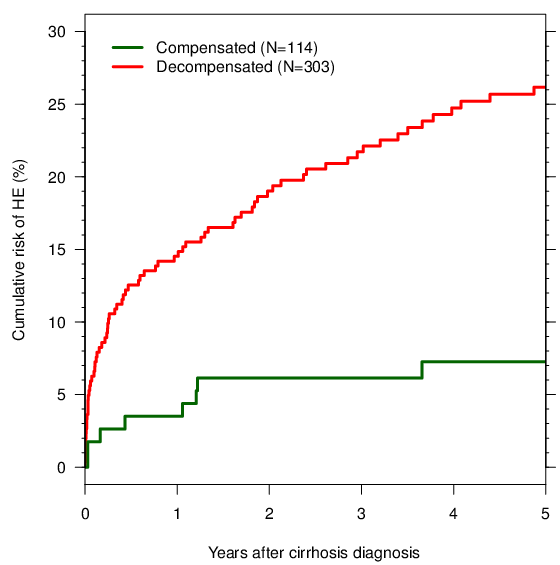 Compensated (N=114)
Decompensated (N=303)
Cumulative risk of HE (%)
30
25
20
15
10
5
0
0 1 2 3 4 5
Years after cirrhosis diagnosis